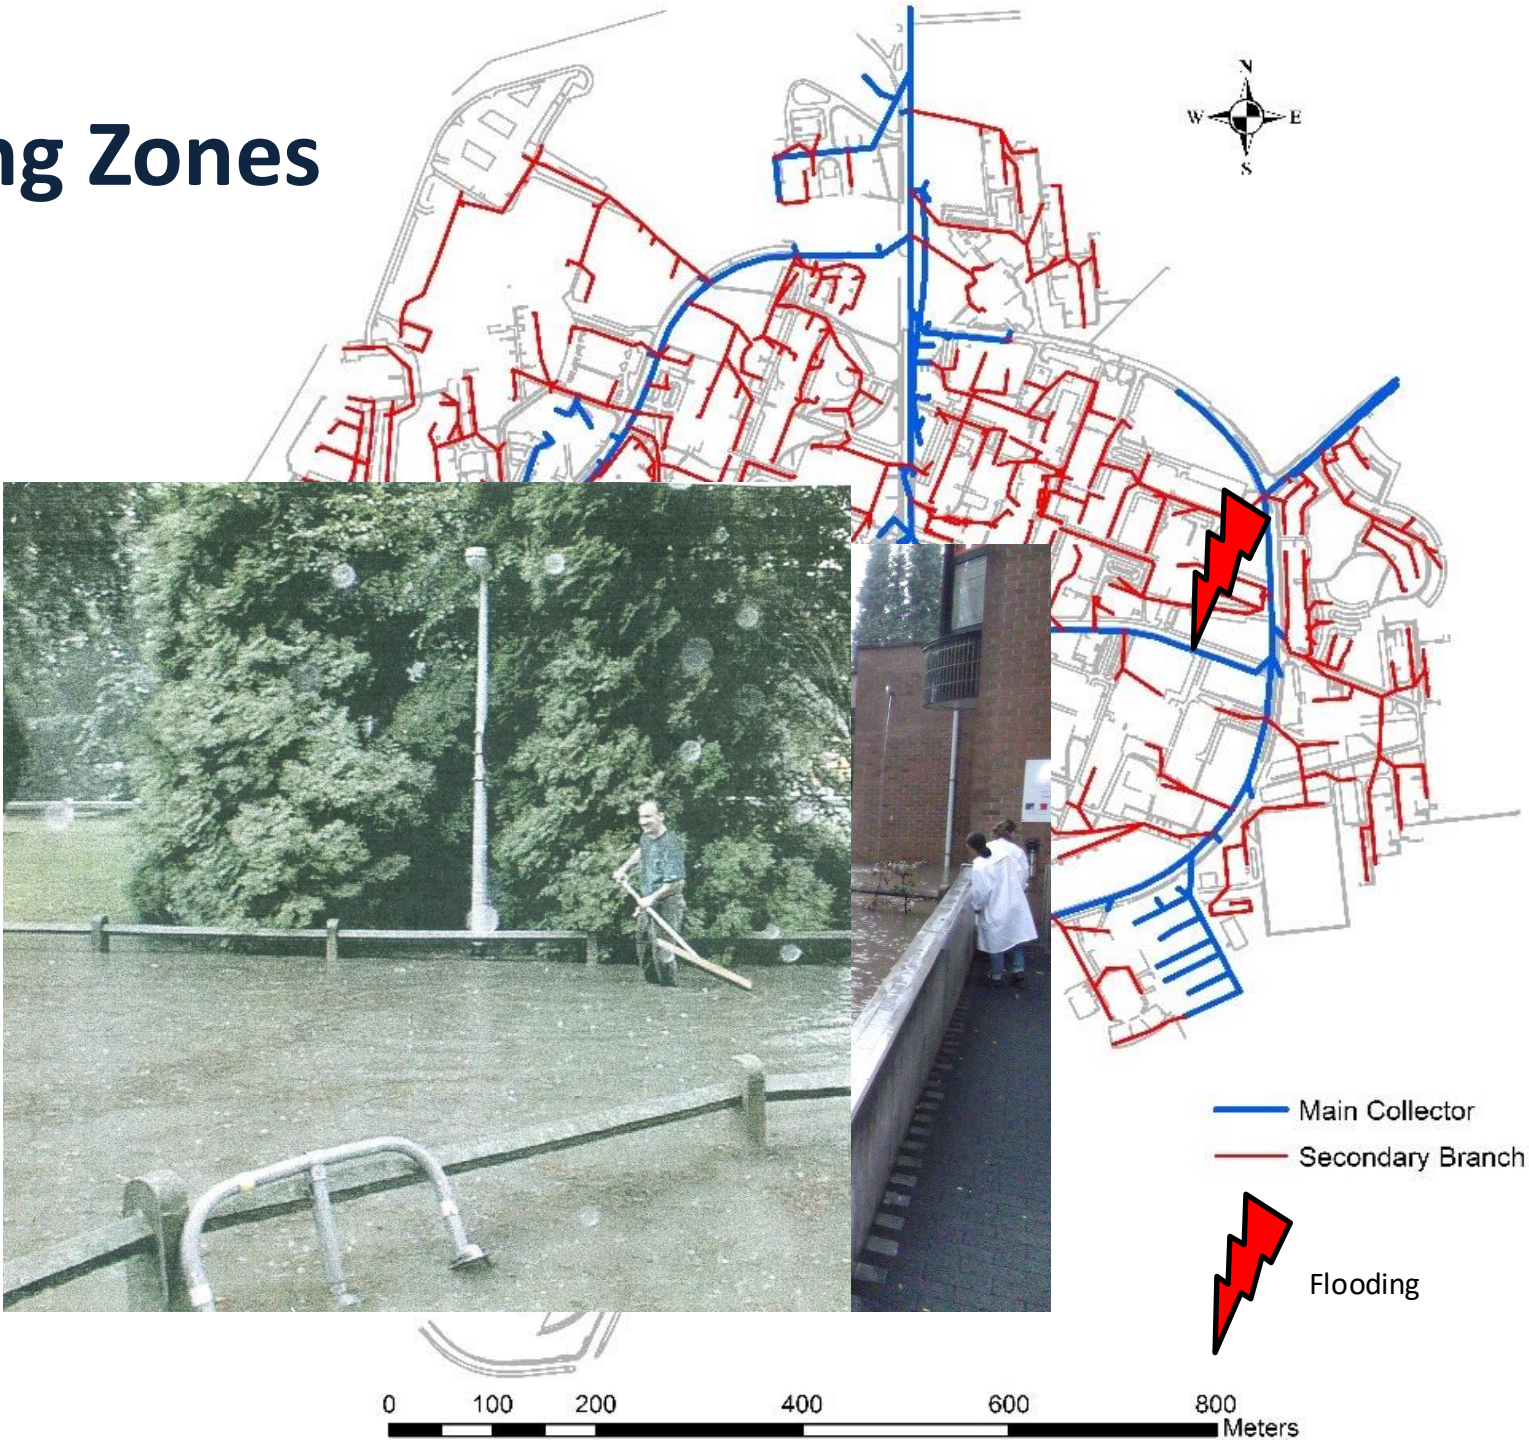 ng Zones
N
W E
S
Main Collector
Secondary Branch
Flooding
0 100 200 400 600 800
Meters